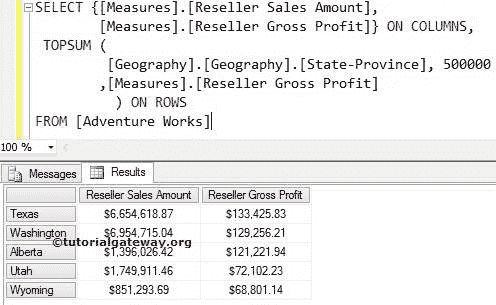 SELECT {[Measures].[Reseller Sales Amount],
[Measures].[Reseller Gross Profit]} ON COLUMNS,
TOPSUM (
[Geography].[Geography].[State-Province], 500000
,[Measures].[Reseller Gross Profit]
) ON ROWS
FROM [Adventure Works]
100 %
Messages Results
Reseller Sales Amount Reseller Gross Profit
Texas $6,654,618.87 $133,425.83
Washington $6,954,715.04 $129,256.21
©tutorialgateway.org
Alberta $1,396,026.42 $121,221.94
Utah $1,749,911.46 $72,102.23
Wyoming $851,293.69 $68,801.14